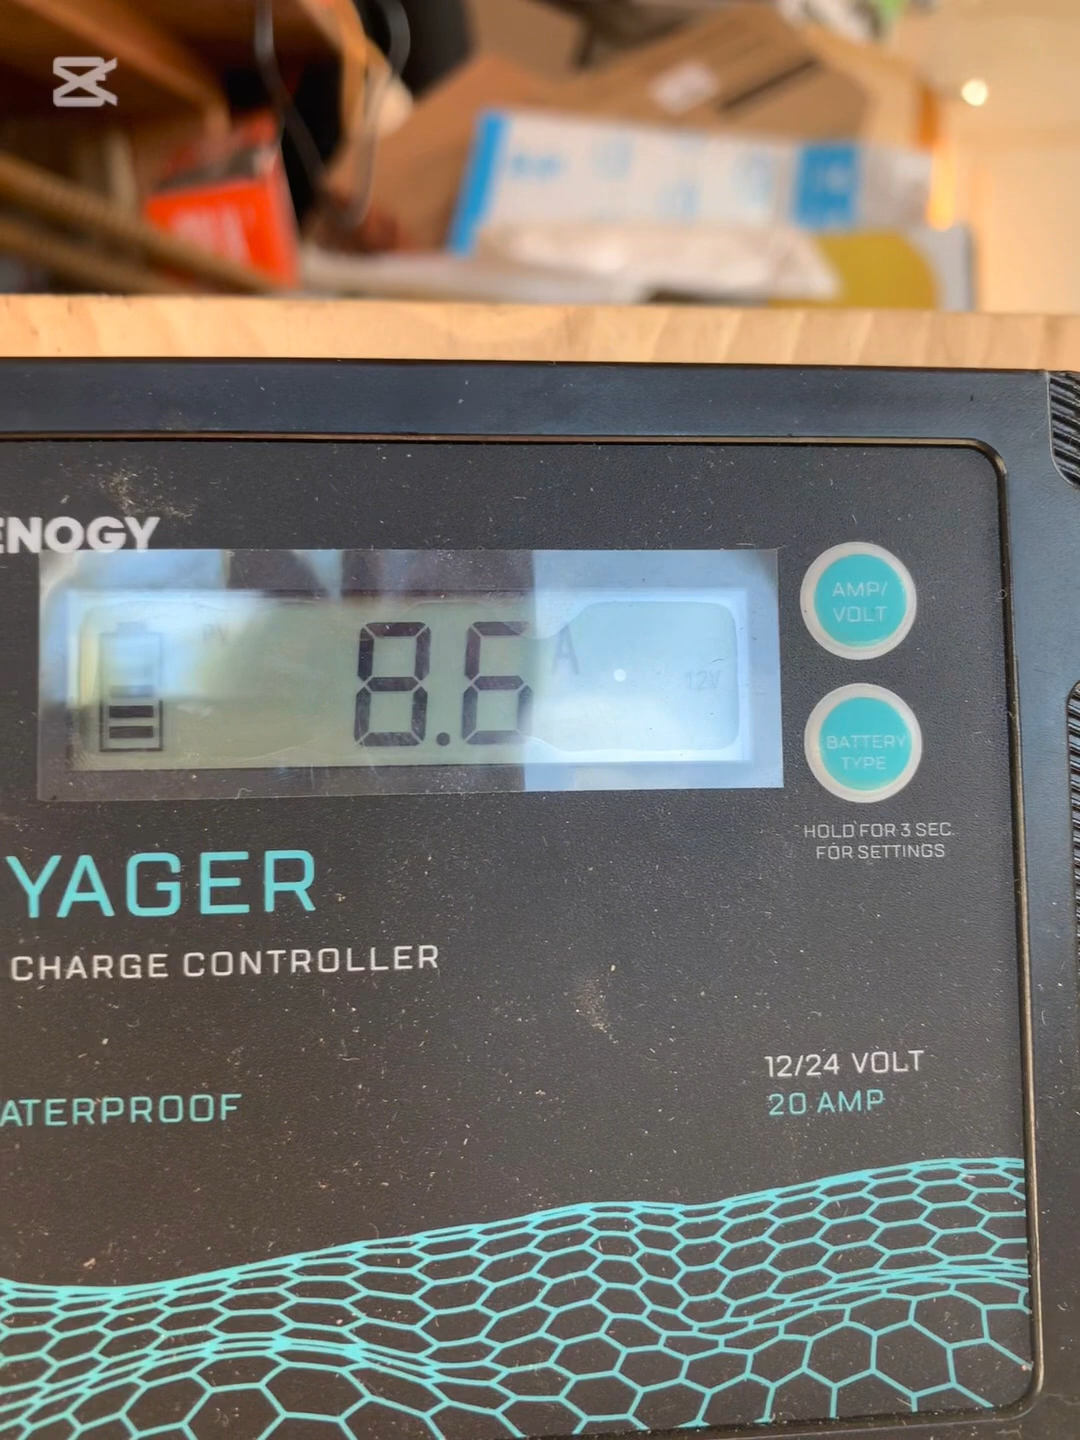 ENOGY
PV
8.6 A
12V
AMP/
VOLT
BATTERY
TYPE
HOLD FOR 3 SEC.
FOR SETTINGS
YAGER
CHARGE CONTROLLER
12/24 VOLT
20 AMP
ATERPROOF